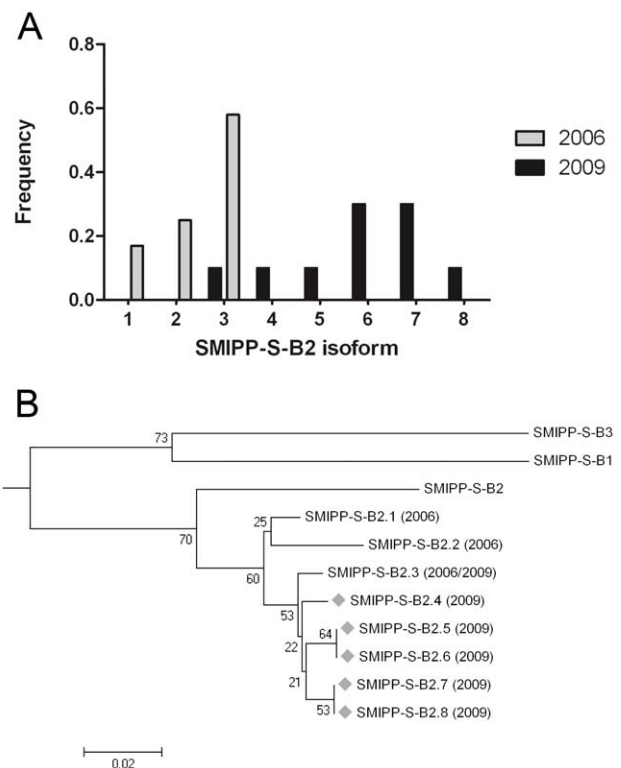 A
0.8
0.6
0.4
0.2
0.0
Frequency
1 2 3 4 5 6 7 8
SMIPP-S-B2 isoform
2006
2009
B
73
SMIPP-S-B3
SMIPP-S-B1
SMIPP-S-B2
70
25
SMIPP-S-B2.1 (2006)
SMIPP-S-B2.2 (2006)
60
SMIPP-S-B2.3 (2006/2009)
53
SMIPP-S-B2.4 (2009)
64
SMIPP-S-B2.5 (2009)
22
SMIPP-S-B2.6 (2009)
21
SMIPP-S-B2.7 (2009)
53
SMIPP-S-B2.8 (2009)
0.02